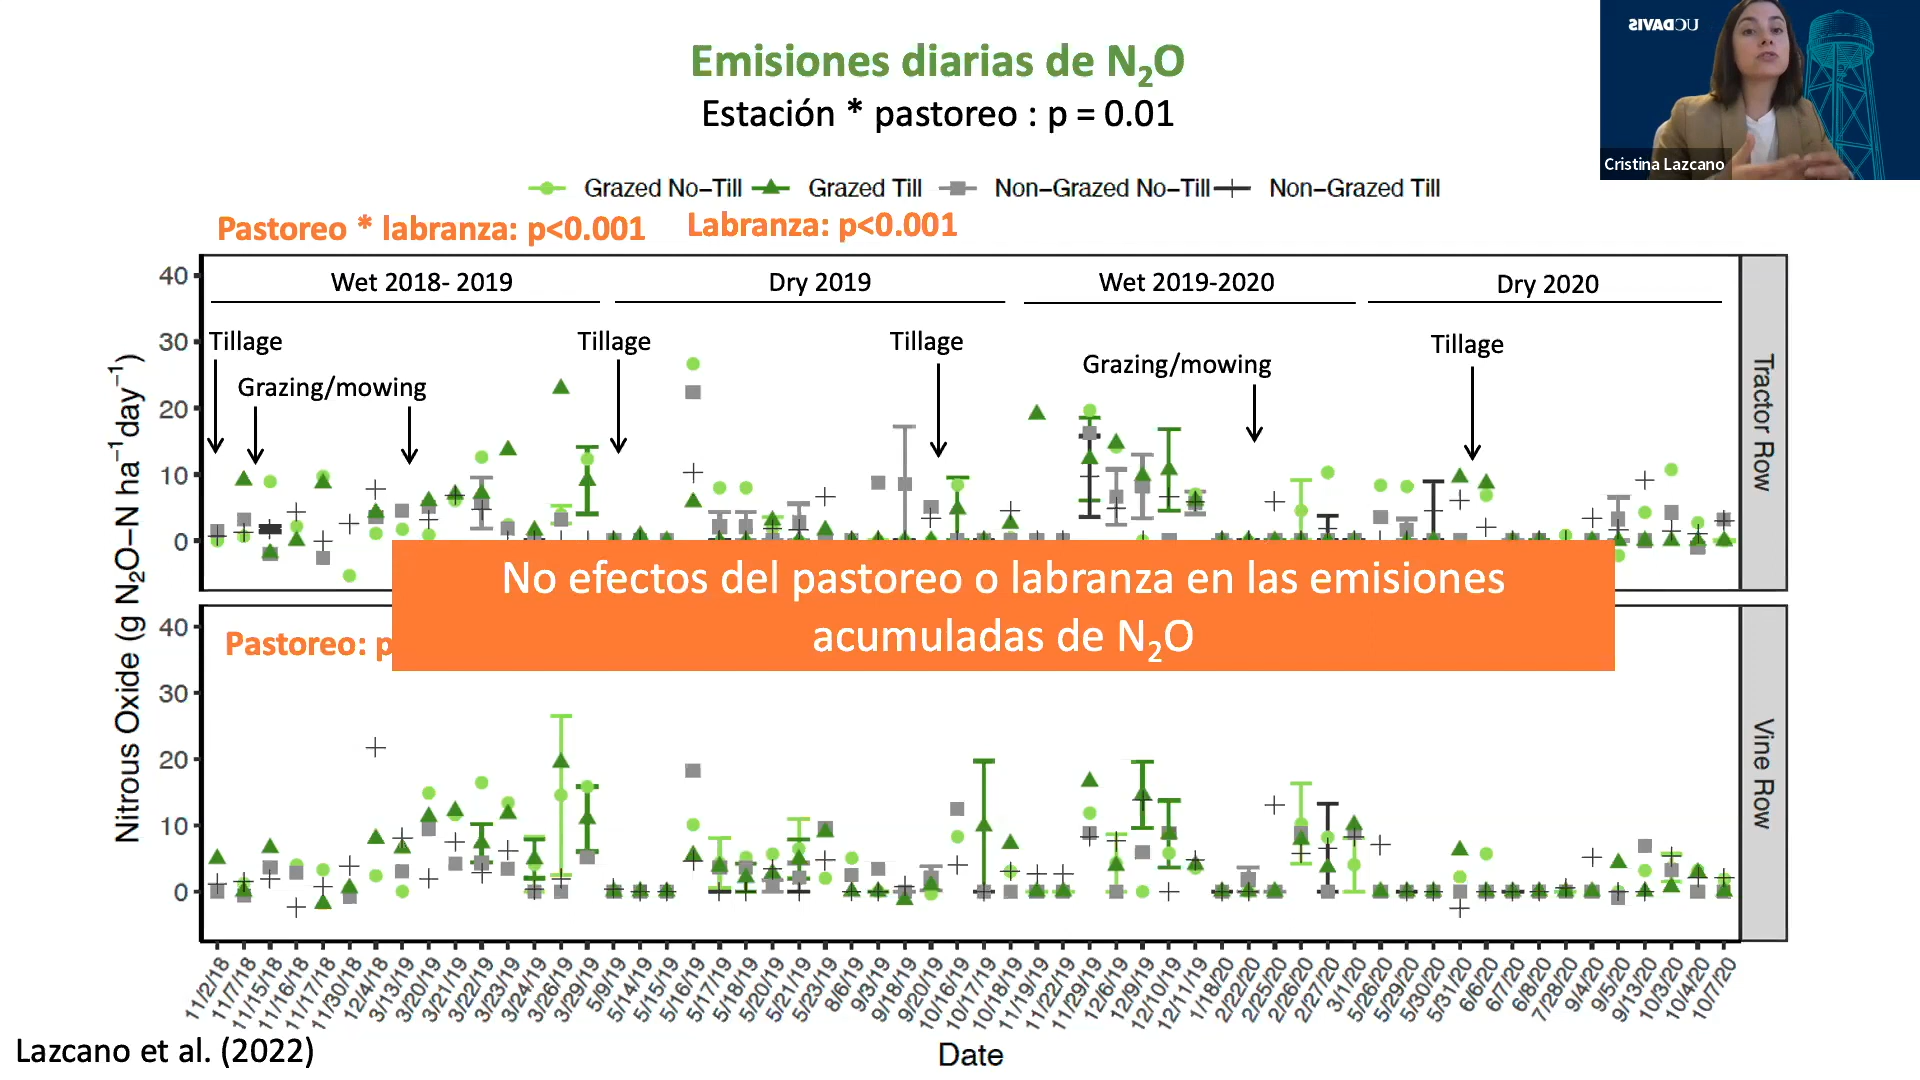 UCDAVIS
Cristina Lazcano
Emisiones diarias de N₂O
Estación * pastoreo : p = 0.01
Grazed No-Till Grazed Till Non-Grazed No-Till Non-Grazed Till
Pastoreo * labranza: p<0.001 Labranza: p<0.001
Wet 2018- 2019 Dry 2019 Wet 2019-2020 Dry 2020
Tillage Tillage Tillage Tillage
Grazing/mowing Grazing/mowing
40
30
20
10
0
Tractor Row
Nitrous Oxide (g N₂O-N ha⁻¹day⁻¹)
No efectos del pastoreo o labranza en las emisiones
acumuladas de N₂O
Pastoreo: p
40
30
20
10
0
Vine Row
11/2/18 11/7/18 11/15/18 11/16/18 11/17/18 11/30/18 12/4/18 3/13/19 3/20/19 3/21/19 3/22/19 3/23/19 3/24/19 3/26/19 3/29/19 5/9/19 5/14/19 5/15/19 5/16/19 5/17/19 5/18/19 5/20/19 5/21/19 5/23/19 8/6/19 9/3/19 9/18/19 9/20/19 10/16/19 10/17/19 10/18/19 11/19/19 11/22/19 11/29/19 12/6/19 12/9/19 12/10/19 12/11/19 1/18/20 2/22/20 2/25/20 2/26/20 2/27/20 3/1/20 5/26/20 5/29/20 5/30/20 5/31/20 6/6/20 6/7/20 6/8/20 7/28/20 9/4/20 9/5/20 9/13/20 10/3/20 10/4/20 10/7/20
Date
Lazcano et al. (2022)